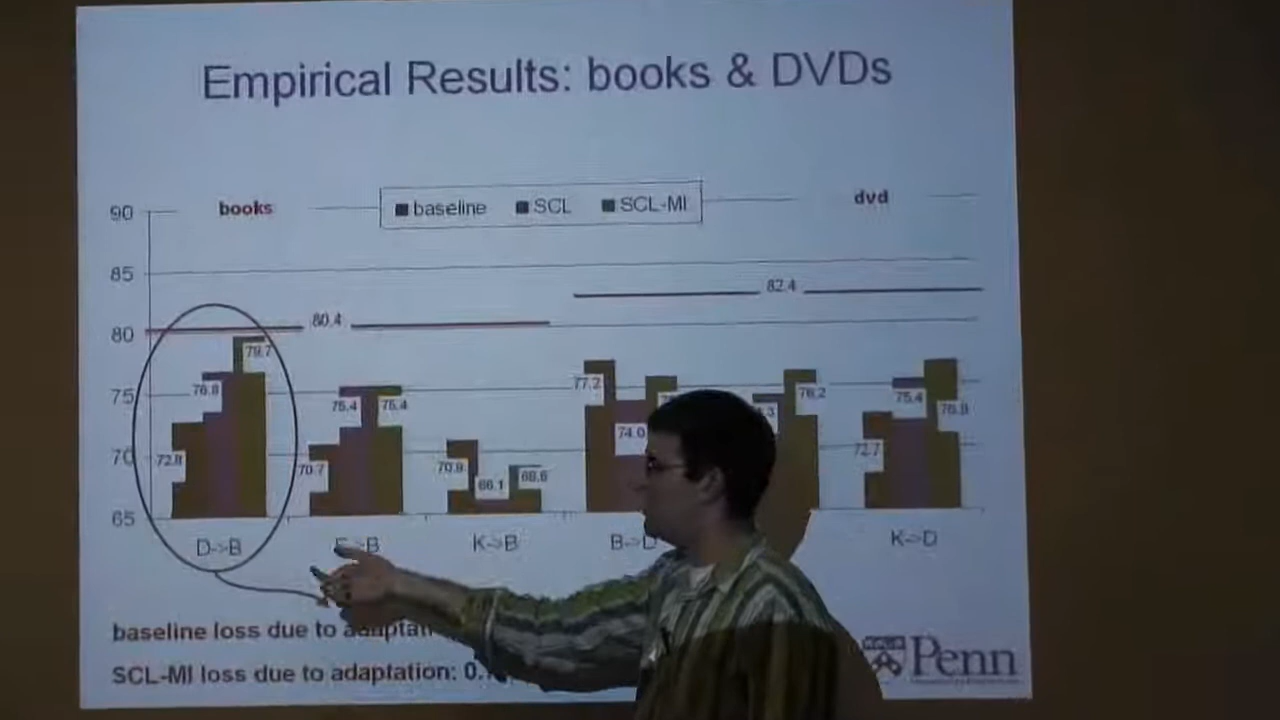 Empirical Results: books & DVDs
books
baseline SCL SCL-MI
dvd
90
85
80
75
70
65
80.4
82.4
72.8 76.8 79.7
70.7 75.4 75.4
70.9 66.1 68.6
77.2 74.0
76.2
72.7 75.4 76.9
D->B
E->B
K->B
B->D
K->D
baseline loss due to
SCL-MI loss due to adaptation:
Penn